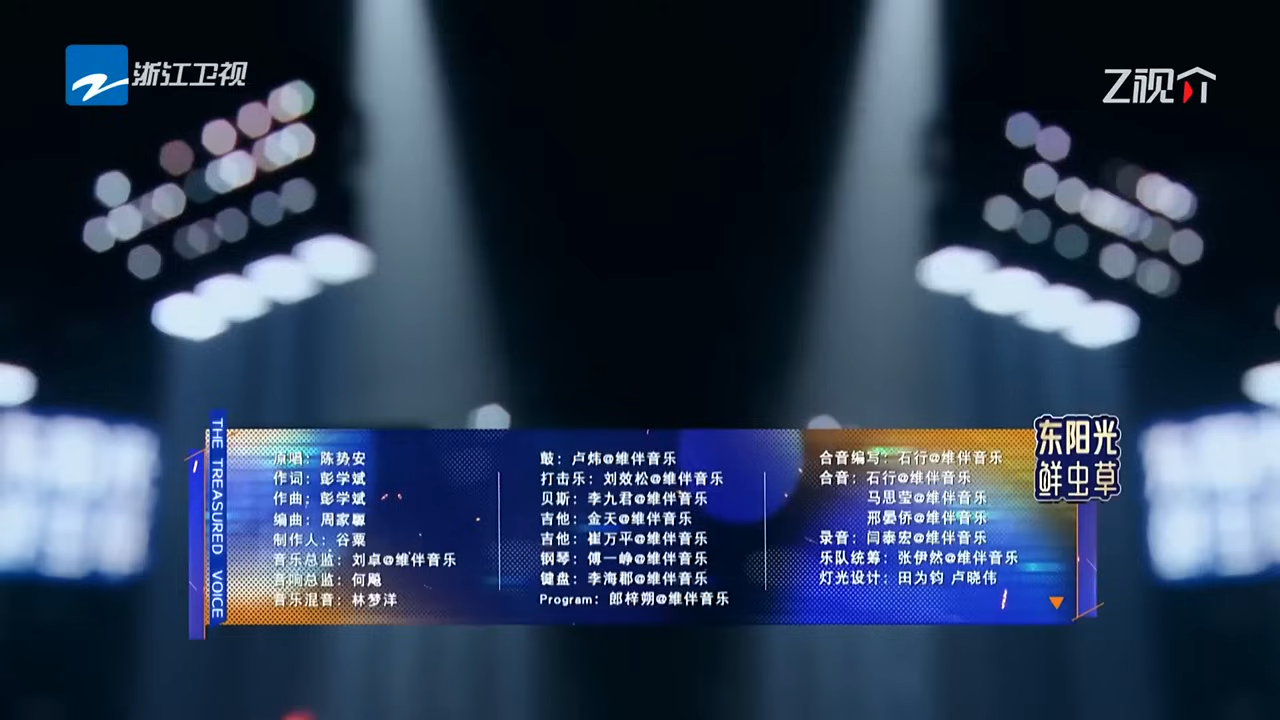 浙江卫视
Z视介
THE TREASURED VOICE
东阳光
鲜虫草
原唱：陈势安
作词：彭学斌
作曲：彭学斌
编曲：周家骢
制作人：谷粟
音乐总监：刘卓@维伴音乐
音响总监：何飚
音乐混音：林梦洋
鼓：卢炜@维伴音乐
打击乐：刘效松@维伴音乐
贝斯：李九君@维伴音乐
吉他：金天@维伴音乐
吉他：崔万平@维伴音乐
钢琴：傅一峥@维伴音乐
键盘：李海郡@维伴音乐
Program：郎梓朔@维伴音乐
合音编写：石行@维伴音乐
合音：石行@维伴音乐
马思莹@维伴音乐
邢晏侨@维伴音乐
录音：闫泰宏@维伴音乐
乐队统筹：张伊然@维伴音乐
灯光设计：田为钧 卢晓伟